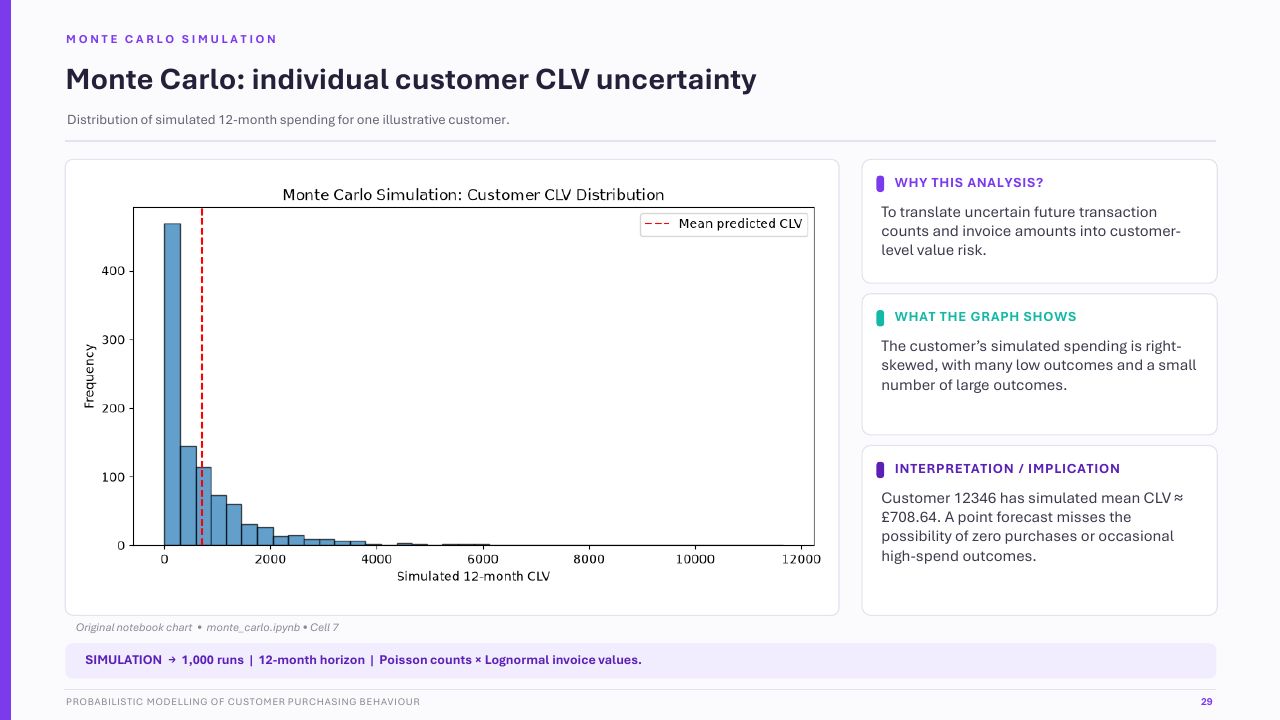 MONTE CARLO SIMULATION
Monte Carlo: individual customer CLV uncertainty
Distribution of simulated 12-month spending for one illustrative customer.
Monte Carlo Simulation: Customer CLV Distribution
Mean predicted CLV
Frequency
400
300
200
100
0
0 2000 4000 6000 8000 10000 12000
Simulated 12-month CLV
Original notebook chart • monte_carlo.ipynb • Cell 7
WHY THIS ANALYSIS?
To translate uncertain future transaction
counts and invoice amounts into customer-
level value risk.
WHAT THE GRAPH SHOWS
The customer’s simulated spending is right-
skewed, with many low outcomes and a small
number of large outcomes.
INTERPRETATION / IMPLICATION
Customer 12346 has simulated mean CLV ≈
£708.64. A point forecast misses the
possibility of zero purchases or occasional
high-spend outcomes.
SIMULATION → 1,000 runs | 12-month horizon | Poisson counts × Lognormal invoice values.
PROBABILISTIC MODELLING OF CUSTOMER PURCHASING BEHAVIOUR
29